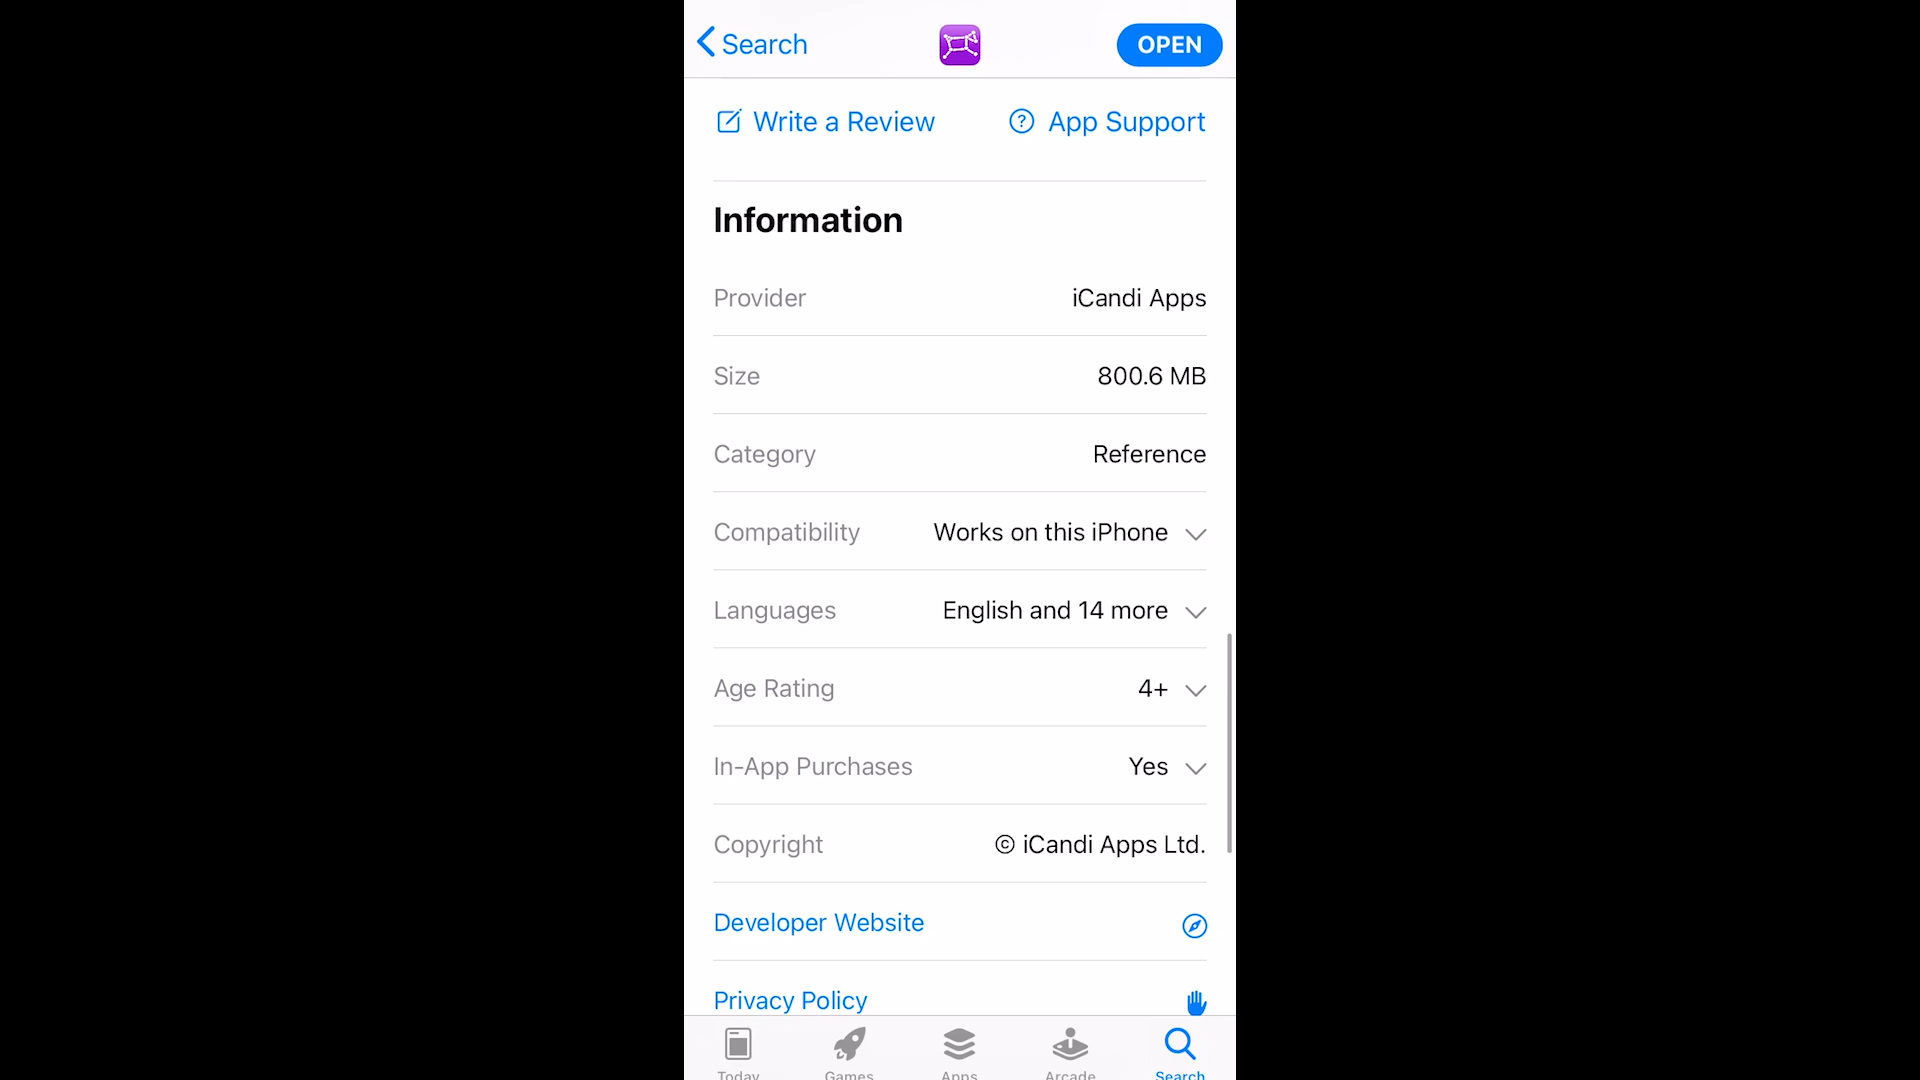 Search
OPEN
Write a Review
App Support
Information
Provider iCandi Apps
Size 800.6 MB
Category Reference
Compatibility Works on this iPhone
Languages English and 14 more
Age Rating 4+
In-App Purchases Yes
Copyright © iCandi Apps Ltd.
Developer Website
Privacy Policy
Today Games Apps Arcade Search